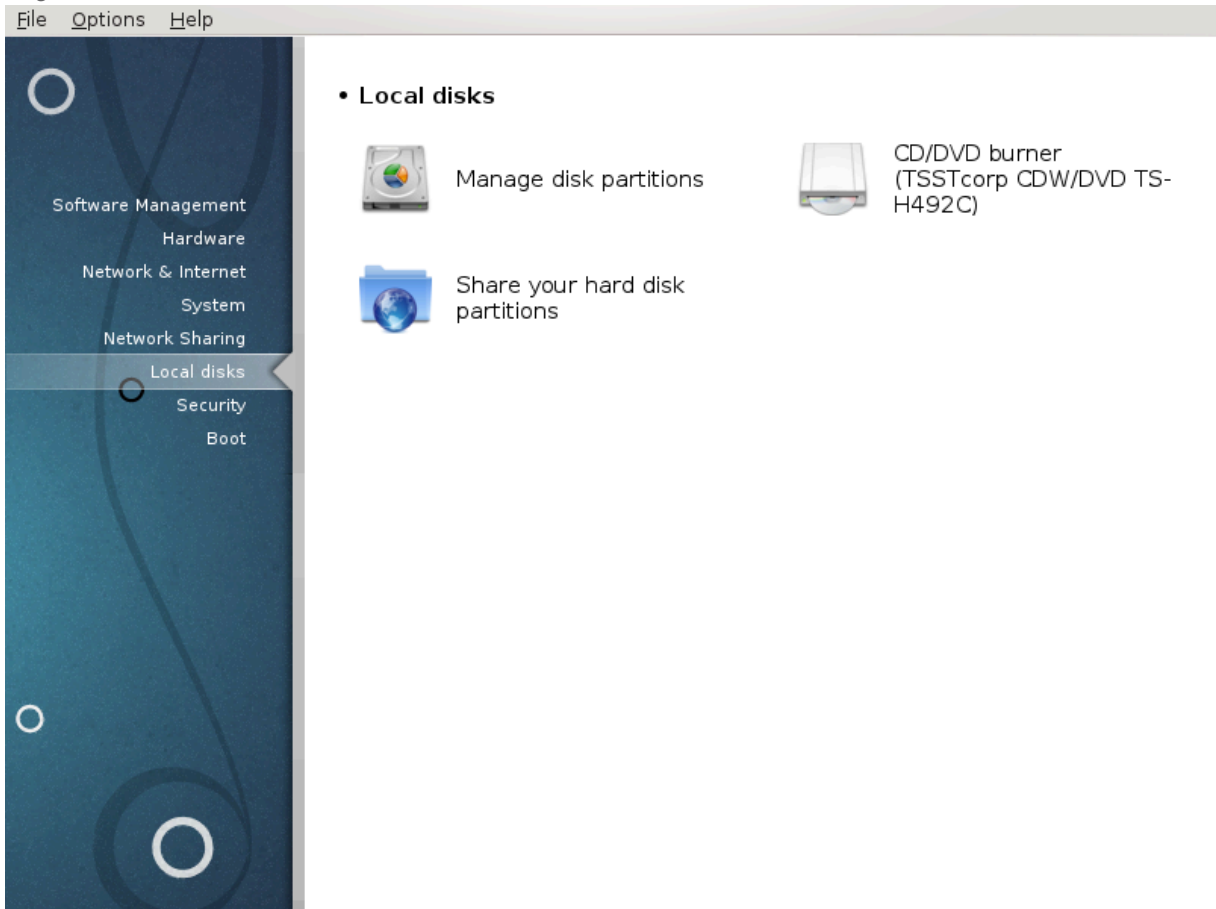 File Options Help
Software Management
Hardware
Network & Internet
System
Network Sharing
Local disks
Security
Boot
• Local disks
Manage disk partitions
CD/DVD burner
(TSSTcorp CDW/DVD TS-
H492C)
Share your hard disk
partitions